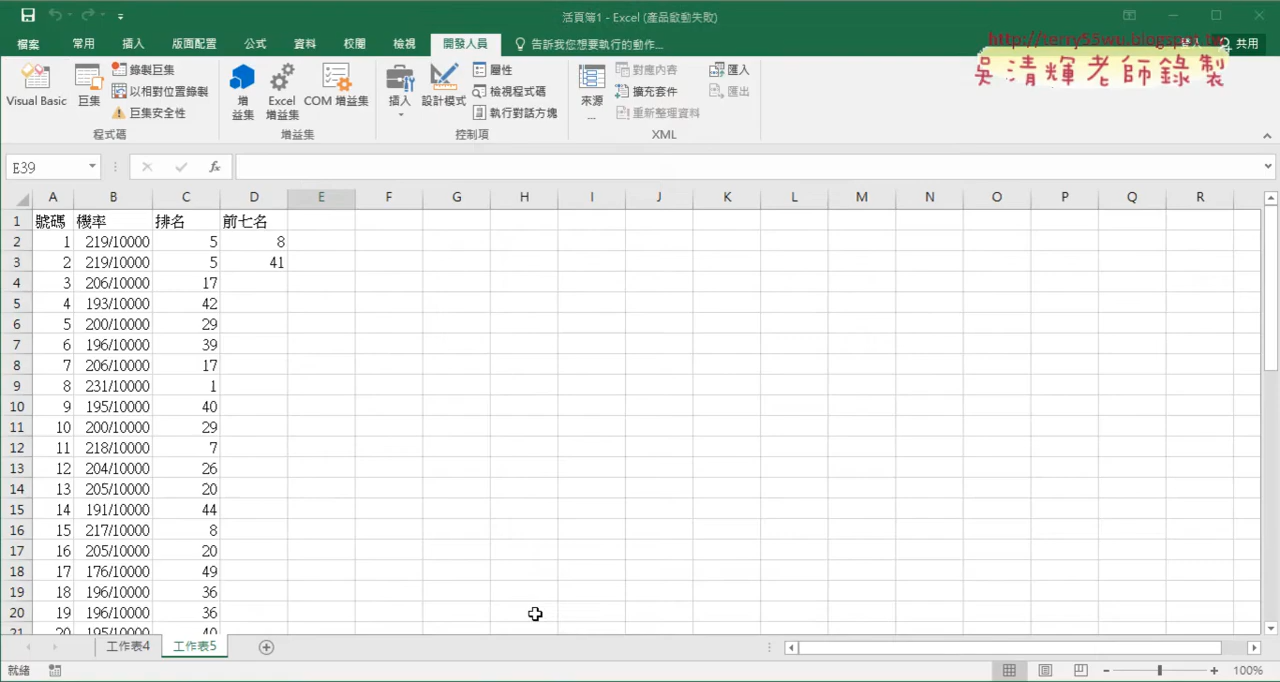 活頁簿1 - Excel (產品啟動失敗)
http://terry55wu.blogspot.tw
吳清輝老師錄製
檔案 常用 插入 版面配置 公式 資料 校閱 檢視 開發人員 告訴我您想要執行的動作... 登入 共用
Visual Basic 巨集 錄製巨集 以相對位置錄製 巨集安全性
程式碼
增益集 Excel 增益集 COM 增益集
增益集
插入 設計模式 屬性 檢視程式碼 執行對話方塊
控制項
來源... 對應內容 擴充套件 重新整理資料 匯入 匯出
XML
E39 fx
A B C D E F G H I J K L M N O P Q R
1 號碼 機率 排名 前七名
2 1 219/10000 5 8
3 2 219/10000 5 41
4 3 206/10000 17
5 4 193/10000 42
6 5 200/10000 29
7 6 196/10000 39
8 7 206/10000 17
9 8 231/10000 1
10 9 195/10000 40
11 10 200/10000 29
12 11 218/10000 7
13 12 204/10000 26
14 13 205/10000 20
15 14 191/10000 44
16 15 217/10000 8
17 16 205/10000 20
18 17 176/10000 49
19 18 196/10000 36
20 19 196/10000 36
21 20 195/10000 40
工作表4 工作表5
就緒 100%